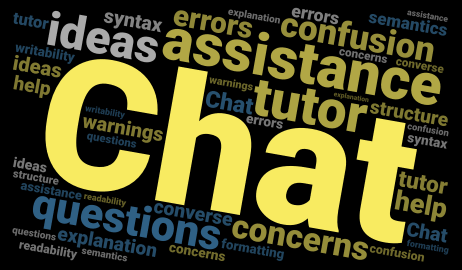 tutor
ideas
syntax
errors
explanation
errors
confusion
semantics
assistance
writability
ideas
help
assistance
concerns
converse
Chat
warnings
Chat
tutor
explanation
structure
errors
confusion
syntax
writability
warnings
questions
ideas
structure
assistance
readability
tutor
help
questions
converse
concerns
Chat
formatting
questions
explanation
readability
semantics
concerns
formatting
confusion